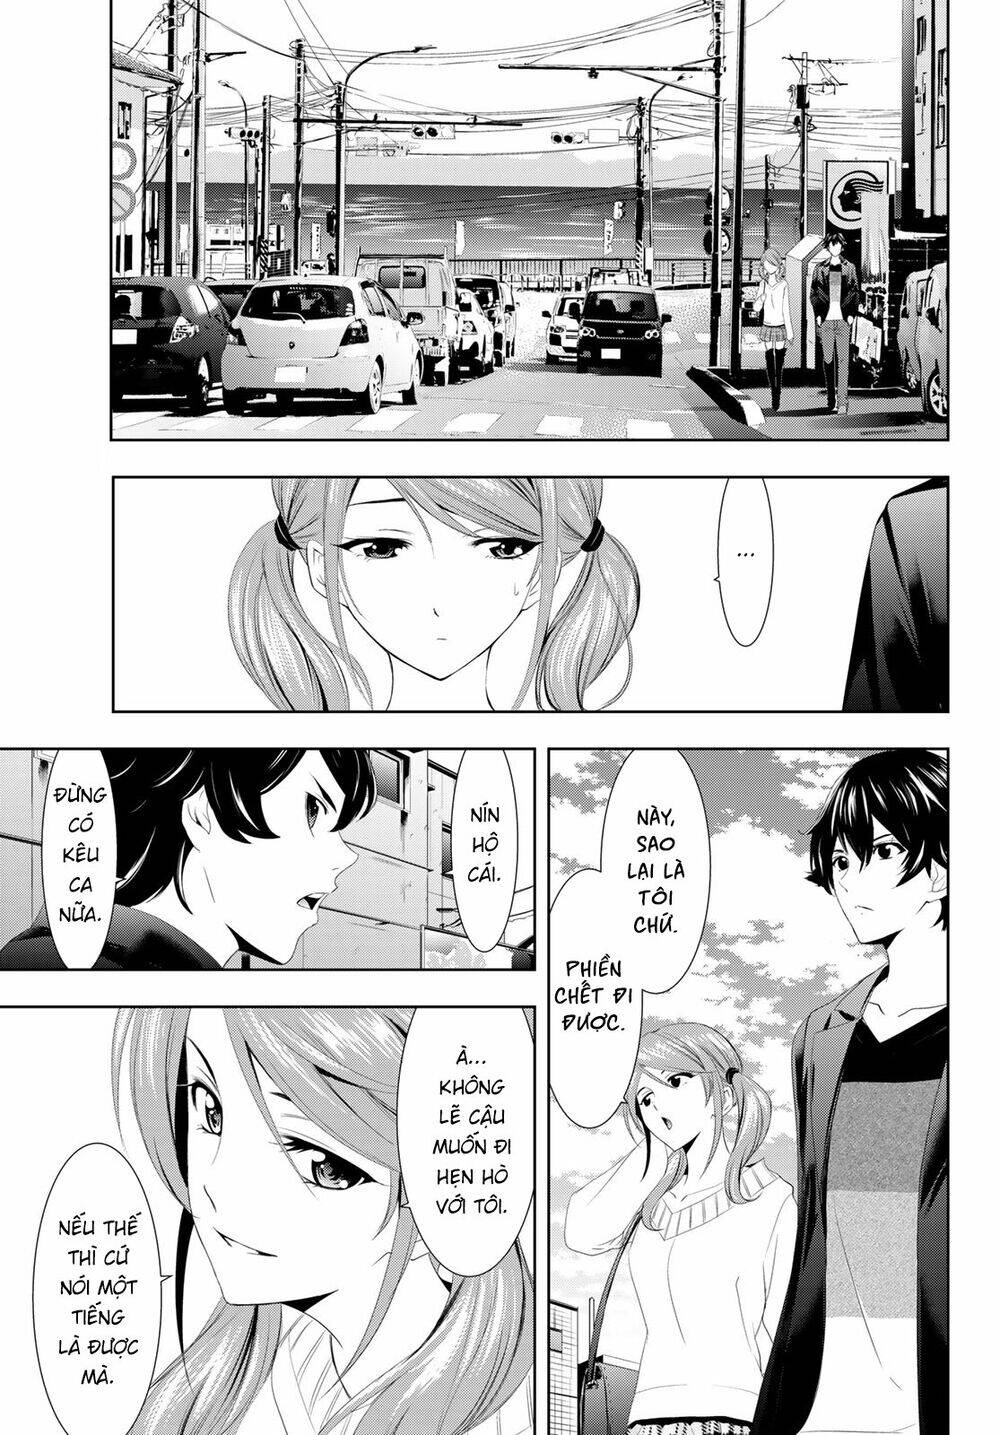 ...
NÀY,
SAO
LẠI LÀ
TÔI
CHỨ.
PHIỀN
CHẾT ĐI
ĐƯỢC.
NÍN
HỘ
CÁI.
ĐỪNG
CÓ
KÊU
CA
NỮA.
À...
KHÔNG
LẼ CẬU
MUỐN ĐI
HẸN HÒ
VỚI TÔI.
NẾU THẾ
THÌ CỨ
NÓI MỘT
TIẾNG
LÀ ĐƯỢC
MÀ.